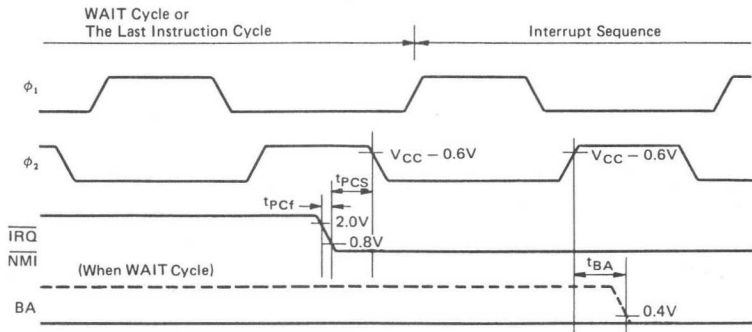 WAIT Cycle or
The Last Instruction Cycle
Interrupt Sequence
ϕ1
ϕ2
VCC − 0.6V
VCC − 0.6V
tPCS
tPCf
2.0V
IRQ
0.8V
NMI
(When WAIT Cycle)
tBA
BA
0.4V